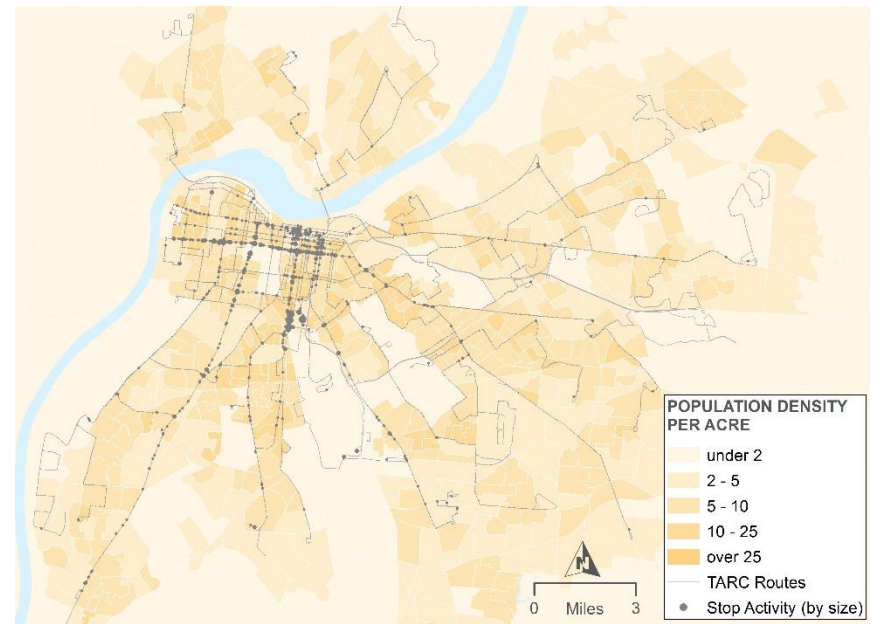 POPULATION DENSITY
PER ACRE
under 2
2 - 5
5 - 10
10 - 25
over 25
TARC Routes
Stop Activity (by size)
N
0 Miles 3